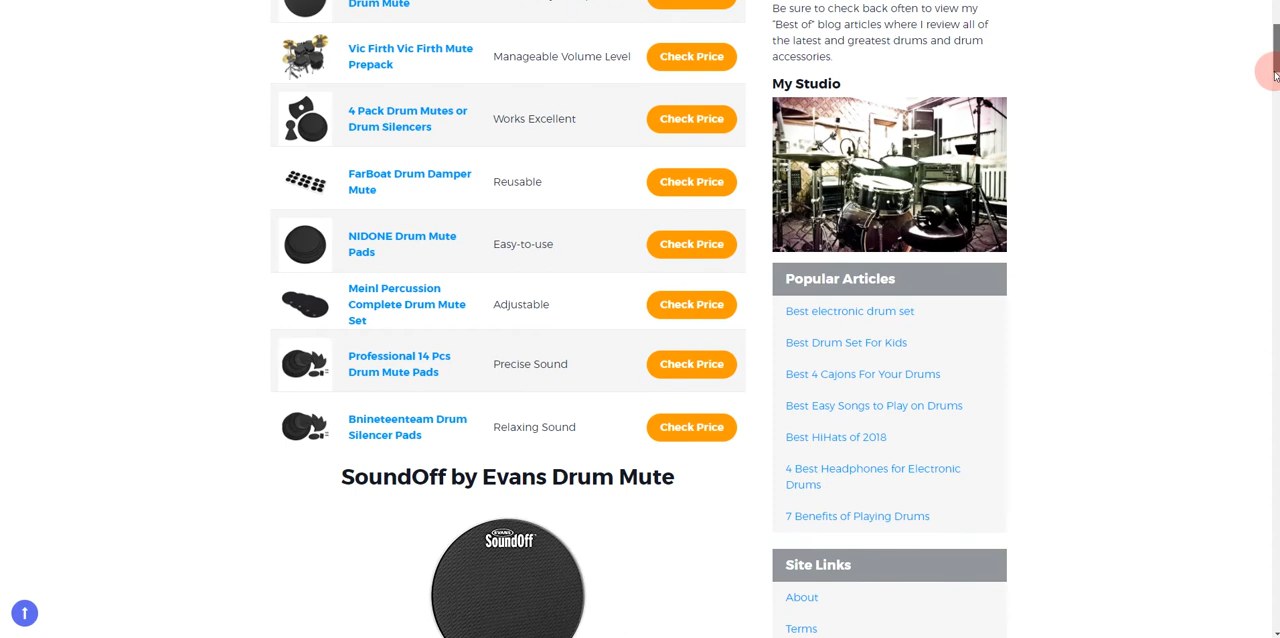 Drum Mute
Vic Firth Vic Firth Mute
Prepack
Manageable Volume Level
Check Price
4 Pack Drum Mutes or
Drum Silencers
Works Excellent
Check Price
FarBoat Drum Damper
Mute
Reusable
Check Price
NIDONE Drum Mute
Pads
Easy-to-use
Check Price
Meinl Percussion
Complete Drum Mute
Set
Adjustable
Check Price
Professional 14 Pcs
Drum Mute Pads
Precise Sound
Check Price
Bnineteenteam Drum
Silencer Pads
Relaxing Sound
Check Price
SoundOff by Evans Drum Mute
EVANS
SoundOff
Be sure to check back often to view my
"Best of" blog articles where I review all of
the latest and greatest drums and drum
accessories.
My Studio
Popular Articles
Best electronic drum set
Best Drum Set For Kids
Best 4 Cajons For Your Drums
Best Easy Songs to Play on Drums
Best HiHats of 2018
4 Best Headphones for Electronic
Drums
7 Benefits of Playing Drums
Site Links
About
Terms